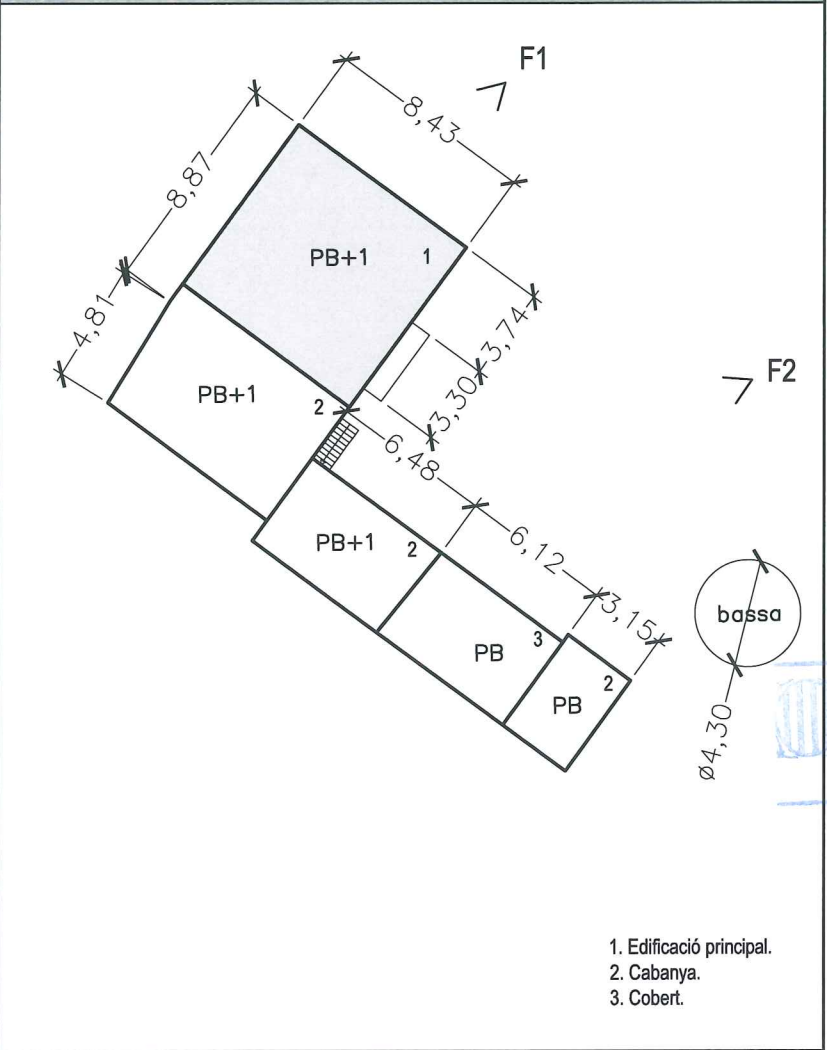 F1
8,43
8,87
PB+1
1
3,74
4,81
F2
PB+1
2
3,30
6,48
PB+1
2
6,12
3,15
bassa
PB
3
2
PB
ø4,30
1. Edificació principal.
2. Cabanya.
3. Cobert.